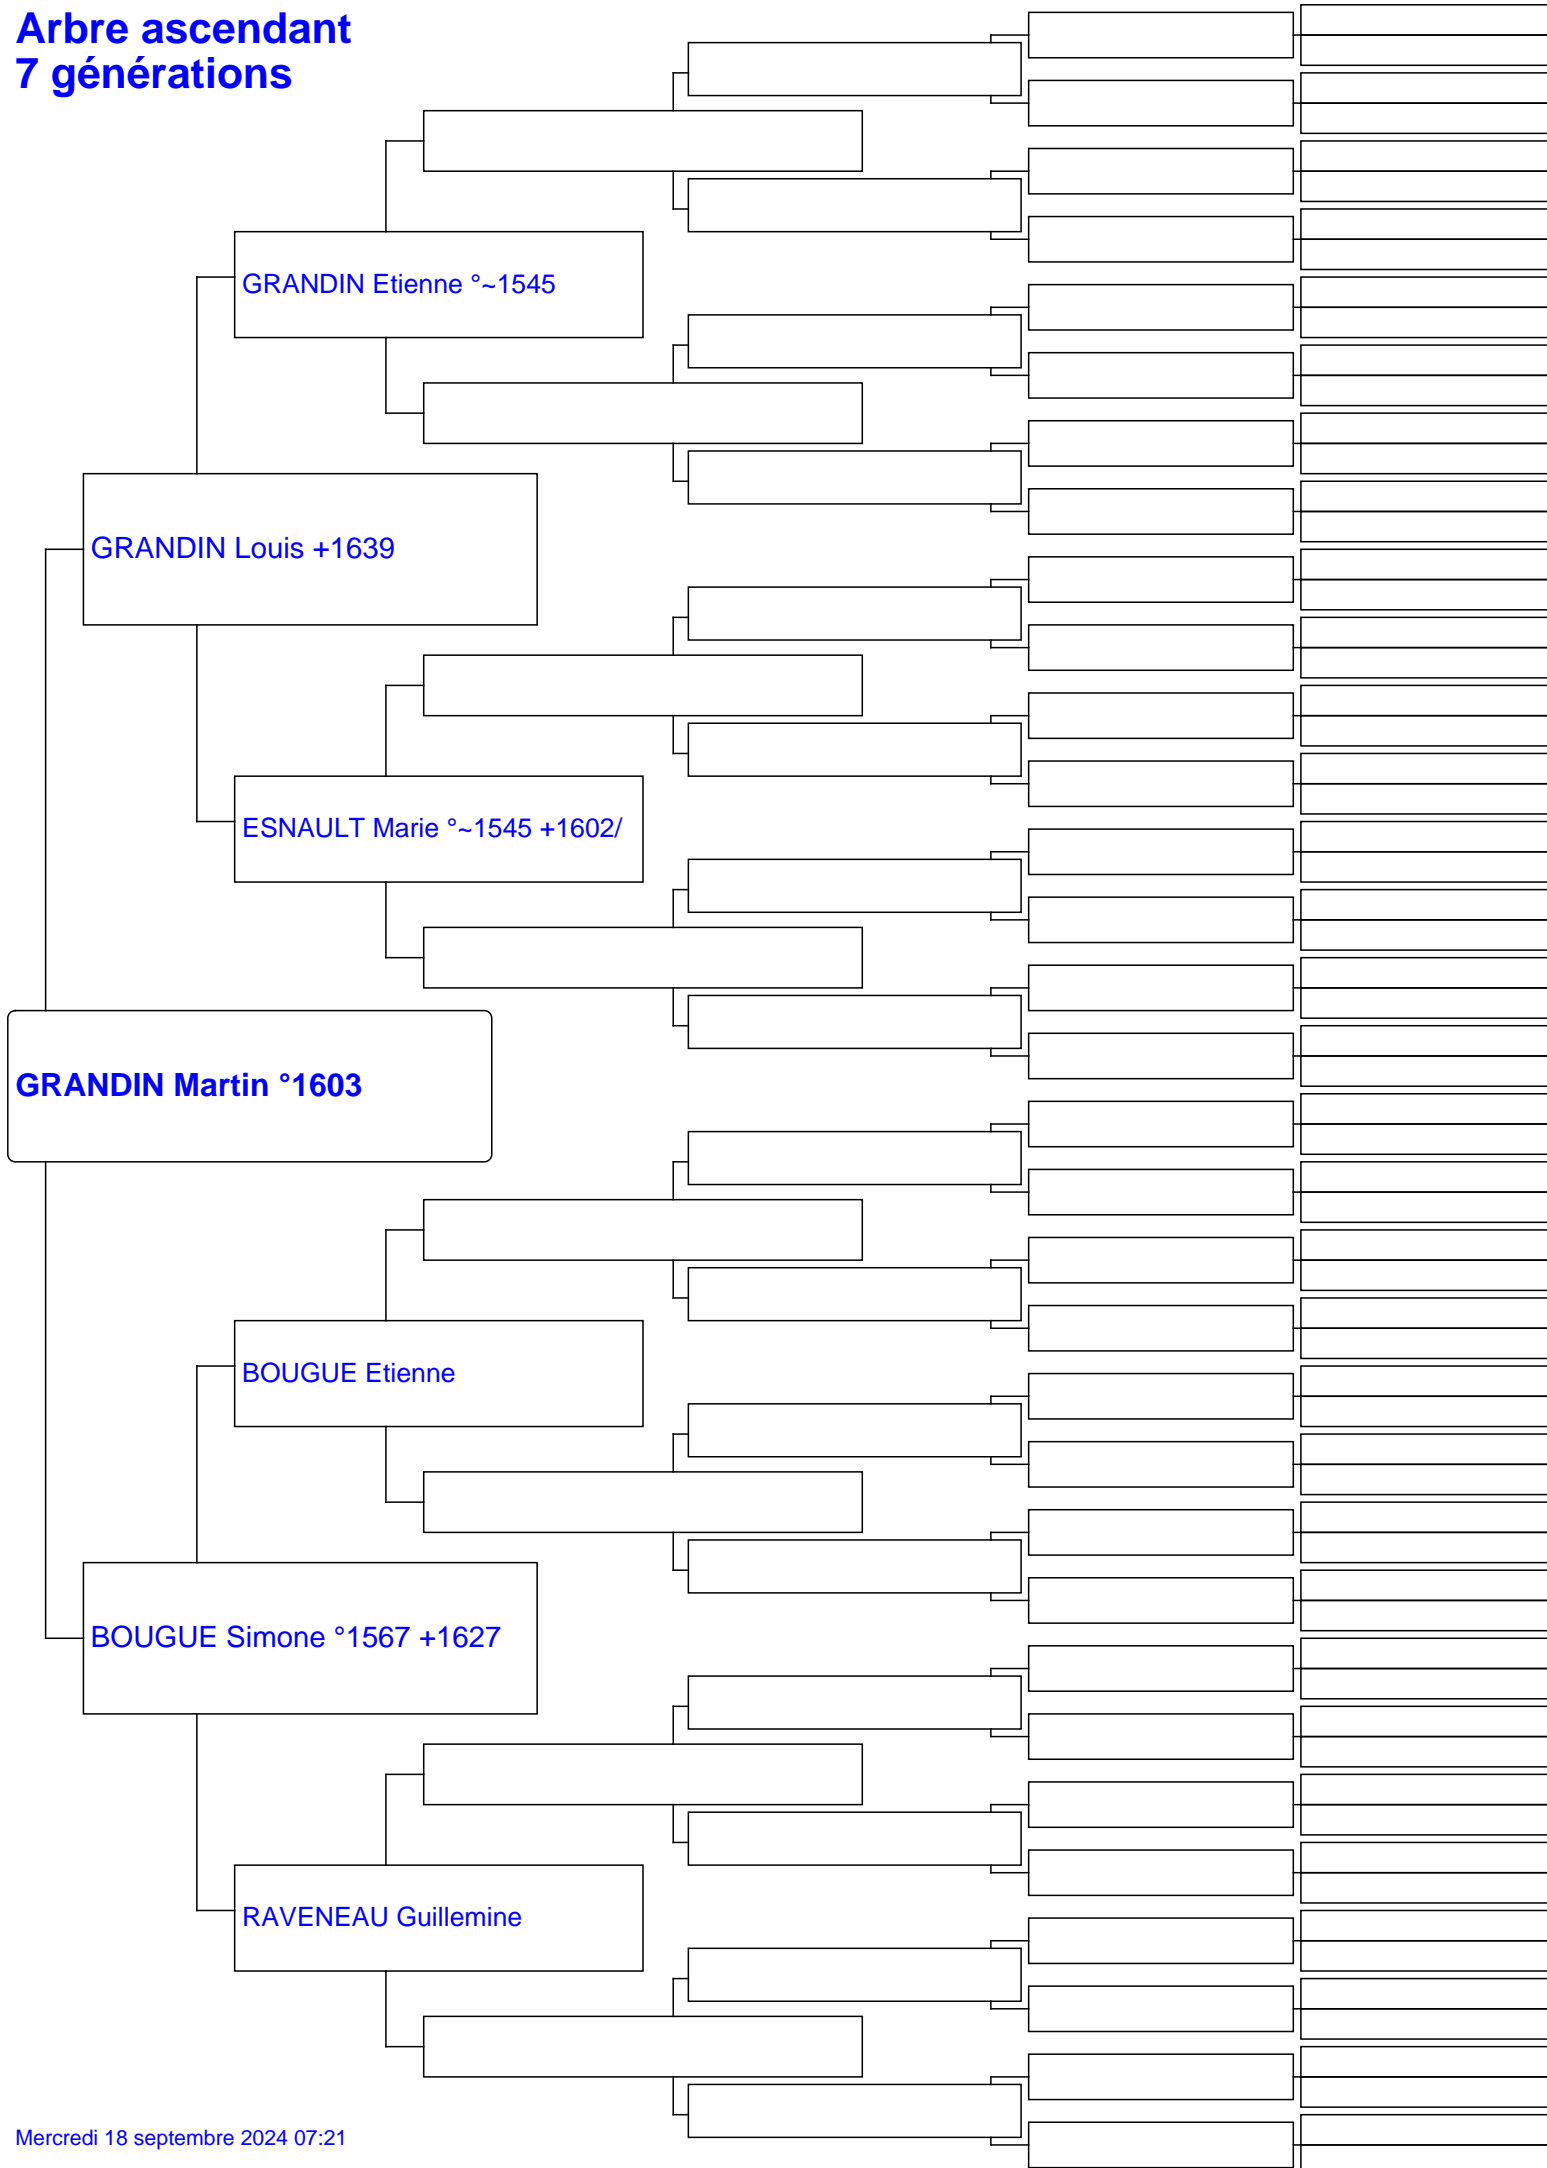 Arbre ascendant
7 générations
GRANDIN Etienne °~1545
GRANDIN Louis +1639
ESNAULT Marie °~1545 +1602/
GRANDIN Martin °1603
BOUGUE Etienne
BOUGUE Simone °1567 +1627
RAVENEAU Guillemine
Mercredi 18 septembre 2024 07:21